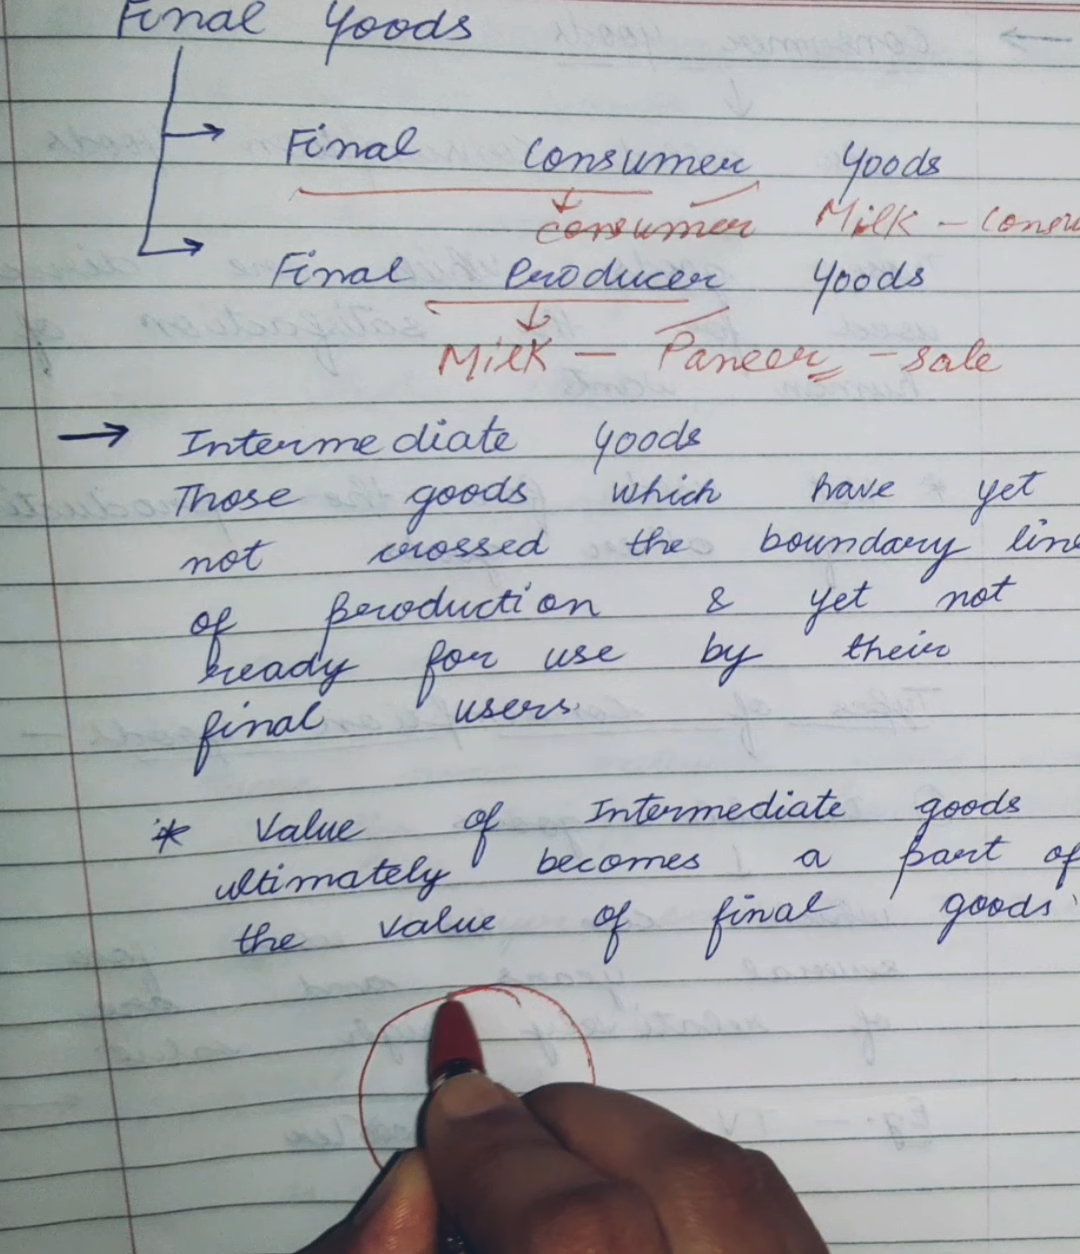 Final Goods
Final Consumer Goods
consumer Milk - Consu
Final Producer Goods
Milk - Paneer - sale
→ Intermediate Goods
Those goods which have yet
not crossed the boundary line
of production & yet not
ready for use by their
final users.
* Value of Intermediate goods
ultimately becomes a part of
the value of final goods